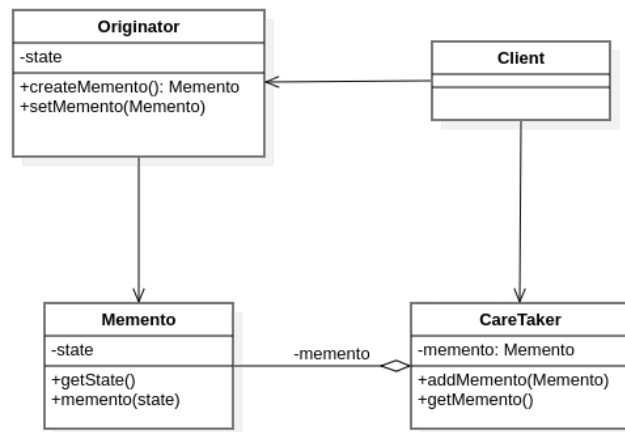 Originator
-state
+createMemento(): Memento
+setMemento(Memento)
Client
Memento
-state
+getState()
+memento(state)
-memento
CareTaker
-memento: Memento
+addMemento(Memento)
+getMemento()